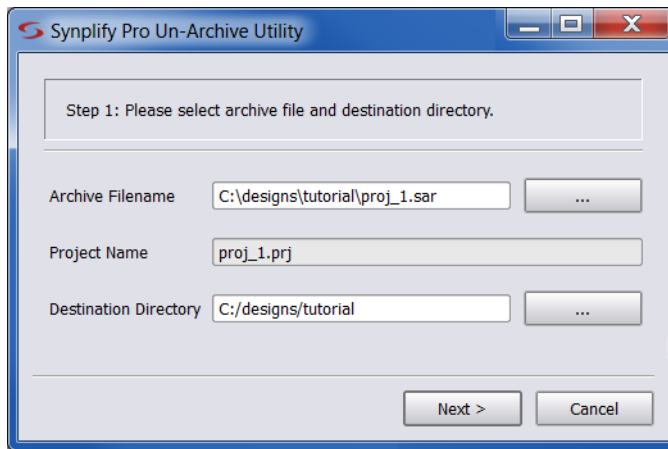 Synplify Pro Un-Archive Utility
Step 1: Please select archive file and destination directory.
Archive Filename C:\designs\tutorial\proj_1.sar ...
Project Name proj_1.prj
Destination Directory C:/designs/tutorial ...
Next > Cancel